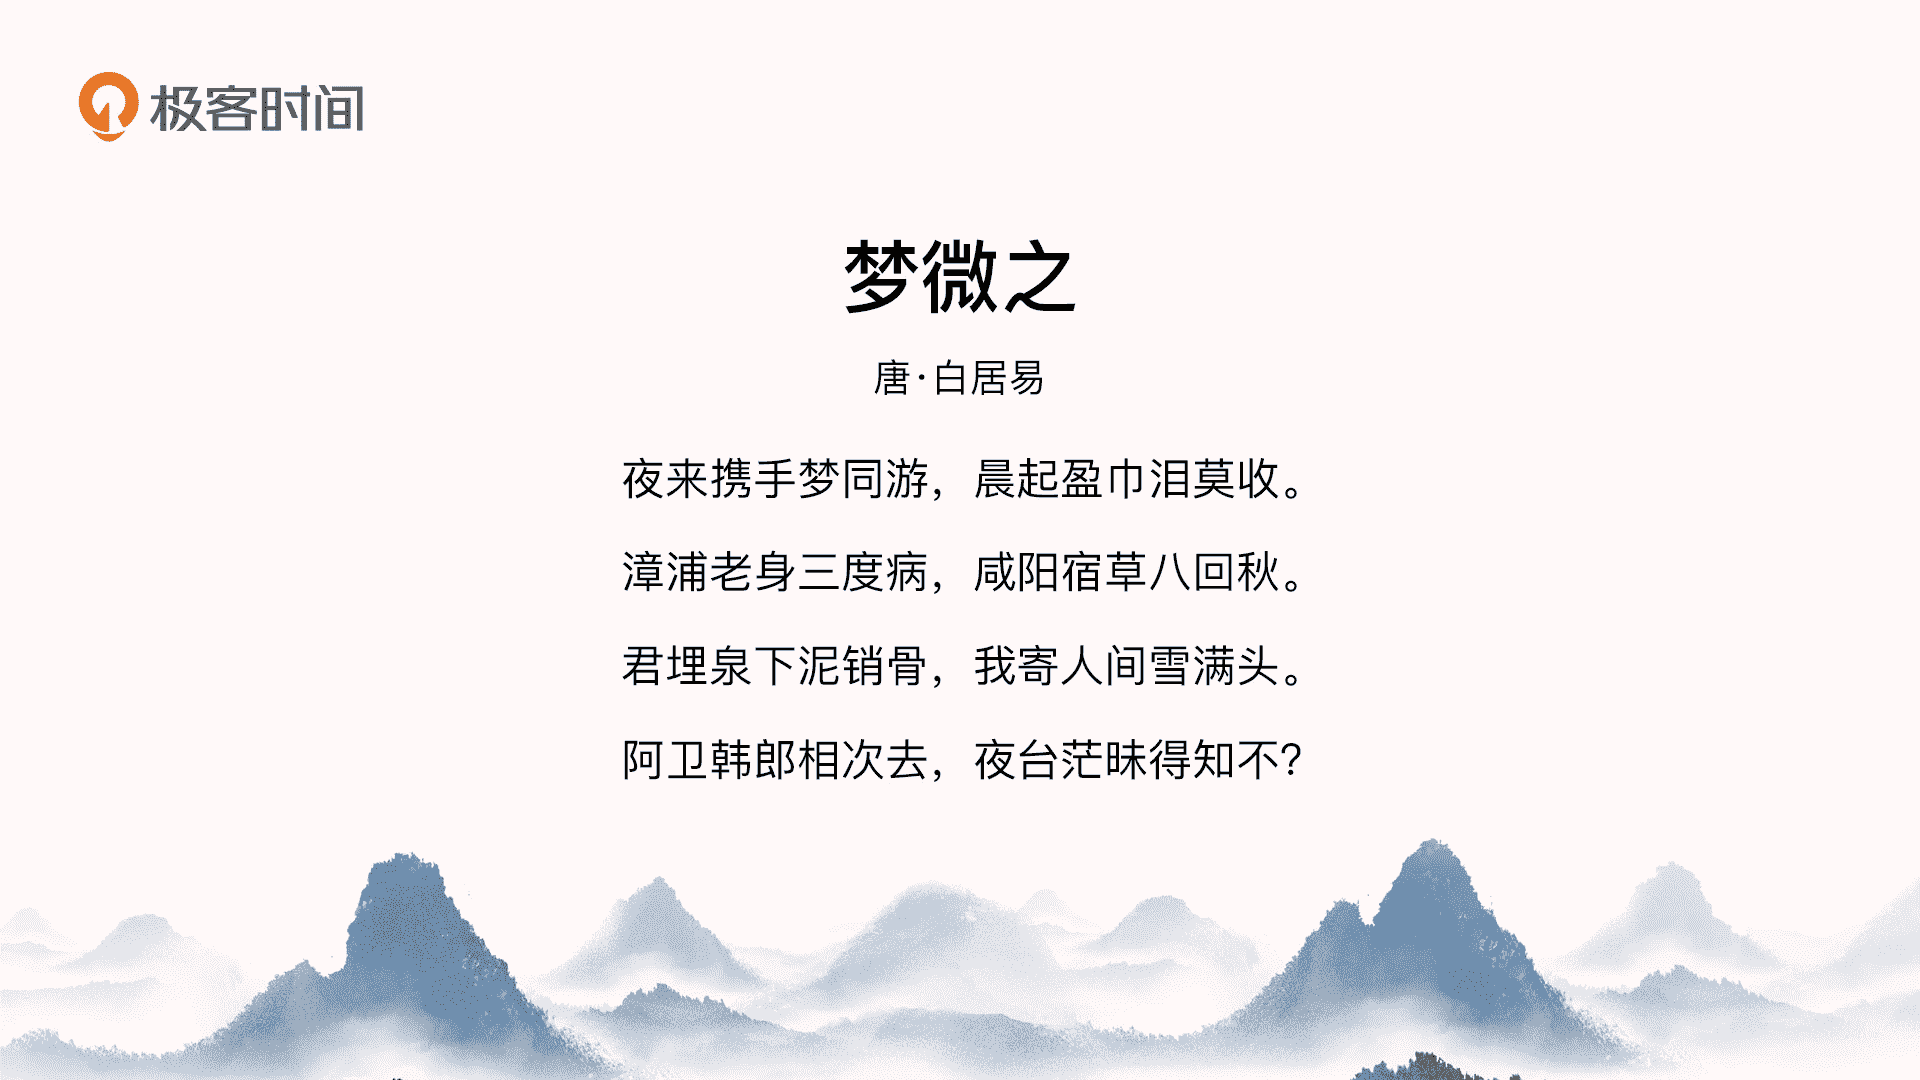 极客时间
梦微之
唐·白居易
夜来携手梦同游，晨起盈巾泪莫收。
漳浦老身三度病，咸阳宿草八回秋。
君埋泉下泥销骨，我寄人间雪满头。
阿卫韩郎相次去，夜台茫昧得知不？